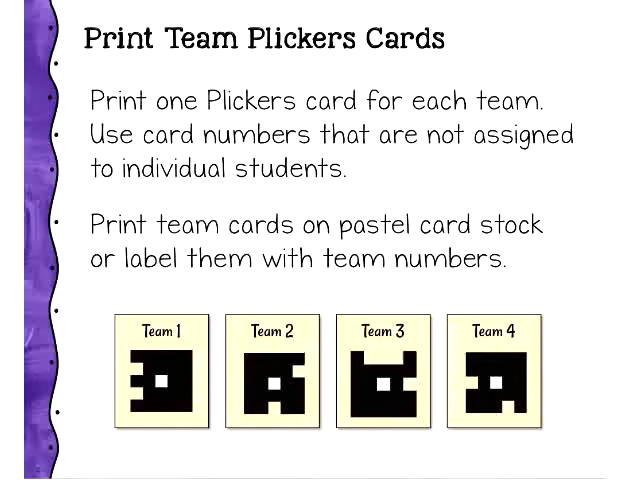 Print Team Plickers Cards
Print one Plickers card for each team.
Use card numbers that are not assigned
to individual students.
Print team cards on pastel card stock
or label them with team numbers.
Team 1
Team 2
Team 3
Team 4